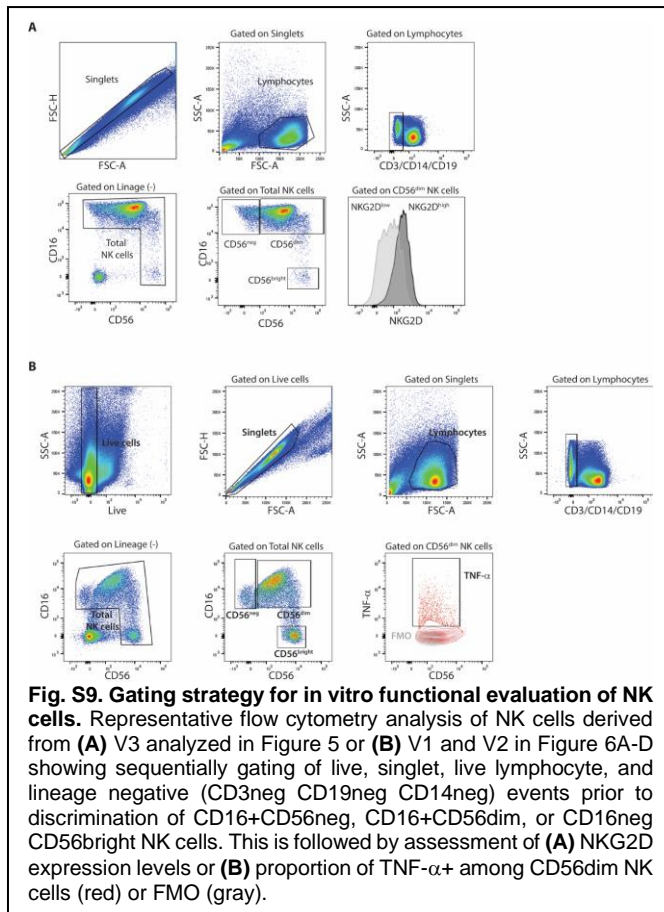 A
Gated on Singlets
Gated on Lymphocytes
Singlets
Lymphocytes
FSC-H
SSC-A
SSC-A
FSC-A
FSC-A
CD3/CD14/CD19
Gated on Lineage (-)
Gated on Total NK cells
Gated on CD56dim NK cells
NKG2Dlow
NKG2Dhigh
CD16
CD16
Total
NK cells
CD56neg
CD56dim
CD56bright
CD56
CD56
NKG2D
B
Gated on Live cells
Gated on Singlets
Gated on Lymphocytes
SSC-A
Live cells
FSC-H
Singlets
SSC-A
Lymphocytes
SSC-A
Live
FSC-A
FSC-A
CD3/CD14/CD19
Gated on Lineage (-)
Gated on Total NK cells
Gated on CD56dim NK cells
CD16
Total
NK cells
CD16
CD56neg
CD56dim
CD56bright
TNF-α
TNF-α
FMO
CD56
CD56
CD56
Fig. S9. Gating strategy for in vitro functional evaluation of NK
cells. Representative flow cytometry analysis of NK cells derived
from (A) V3 analyzed in Figure 5 or (B) V1 and V2 in Figure 6A-D
showing sequentially gating of live, singlet, live lymphocyte, and
lineage negative (CD3neg CD19neg CD14neg) events prior to
discrimination of CD16+CD56neg, CD16+CD56dim, or CD16neg
CD56bright NK cells. This is followed by assessment of (A) NKG2D
expression levels or (B) proportion of TNF-α+ among CD56dim NK
cells (red) or FMO (gray).